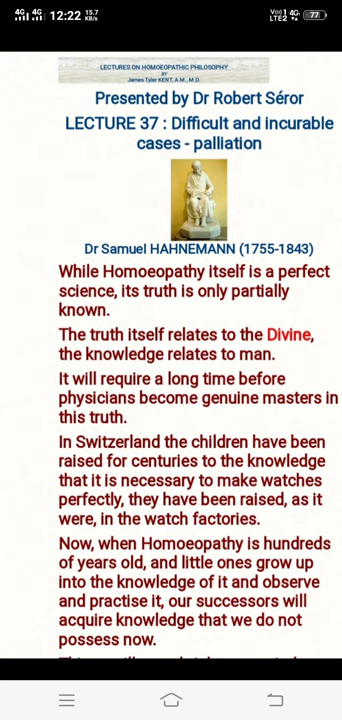 4G 4G 12:22 15.7 KB/s Vo)) 1 4G LTE2 77
LECTURES ON HOMOEOPATHIC PHILOSOPHY
BY
James Tyler KENT, A.M., M.D.
Presented by Dr Robert Séror
LECTURE 37 : Difficult and incurable
cases - palliation
Dr Samuel HAHNEMANN (1755-1843)
While Homoeopathy itself is a perfect
science, its truth is only partially
known.
The truth itself relates to the Divine,
the knowledge relates to man.
It will require a long time before
physicians become genuine masters in
this truth.
In Switzerland the children have been
raised for centuries to the knowledge
that it is necessary to make watches
perfectly, they have been raised, as it
were, in the watch factories.
Now, when Homoeopathy is hundreds
of years old, and little ones grow up
into the knowledge of it and observe
and practise it, our successors will
acquire knowledge that we do not
possess now.